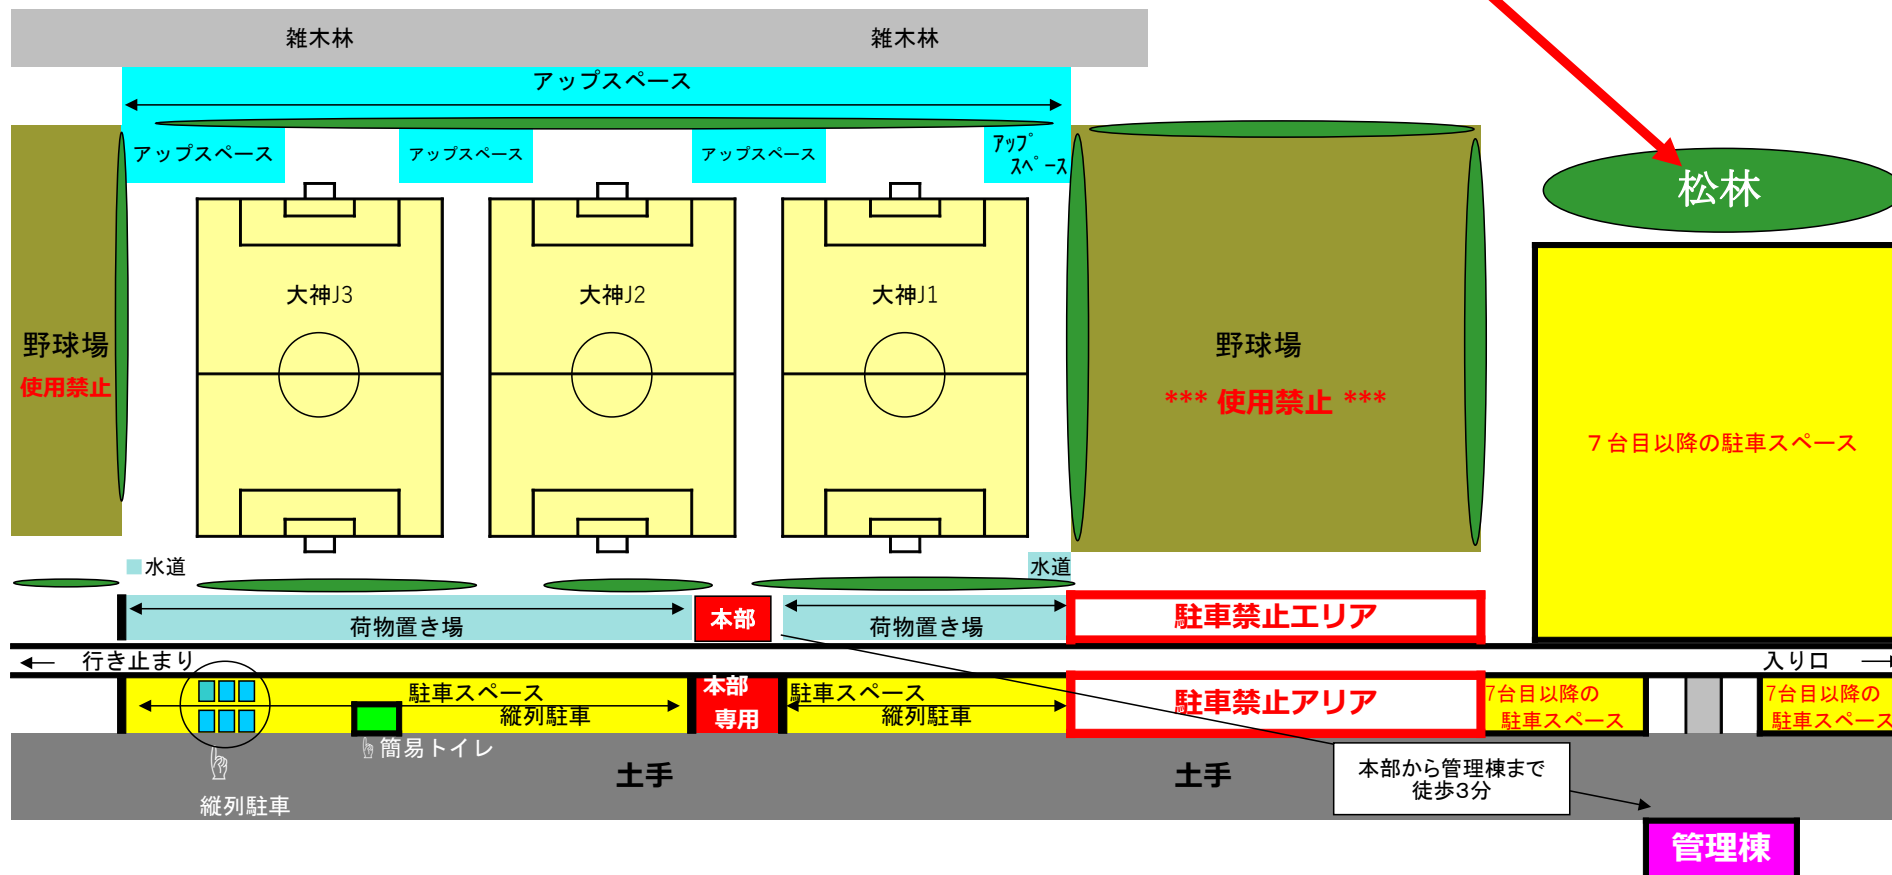 雑木林
雑木林
アップスペース
アップスペース
アップスペース
アップスペース
アップ
スペース
松林
大神J3
大神J2
大神J1
野球場
使用禁止
野球場
*** 使用禁止 ***
７台目以降の駐車スペース
水道
水道
荷物置き場
本部
荷物置き場
駐車禁止エリア
← 行き止まり
入り口 →
駐車スペース
縦列駐車
本部
専用
駐車スペース
縦列駐車
駐車禁止アリア
7台目以降の
駐車スペース
7台目以降の
駐車スペース
☝簡易トイレ
☝
縦列駐車
土手
土手
本部から管理棟まで
徒歩3分
管理棟